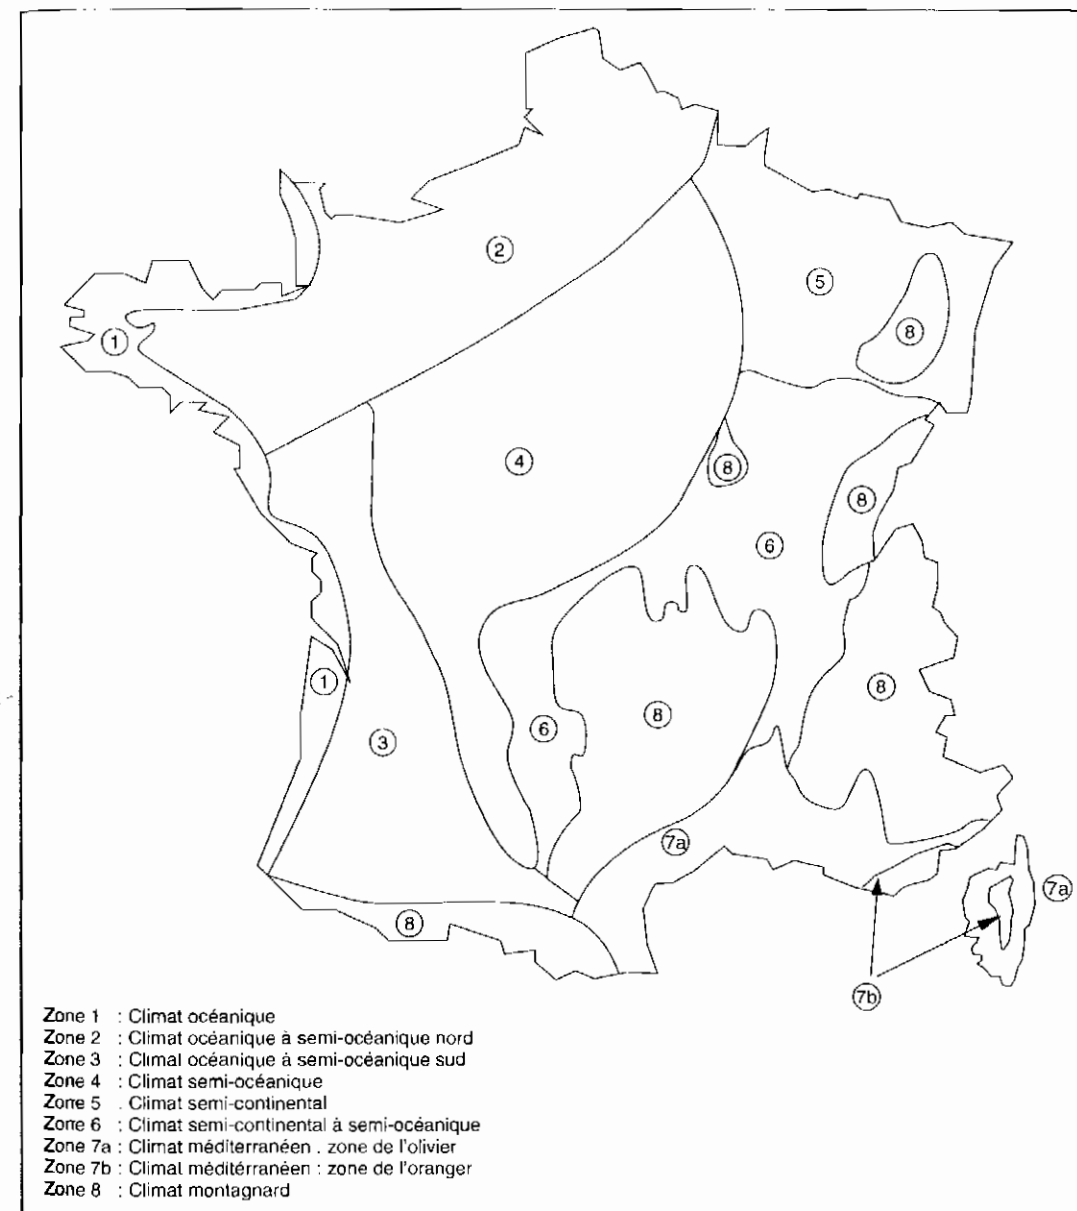 2
5
8
1
4
8
8
6
8
1
8
6
3
7a
7a
8
7b
Zone 1 : Climat océanique
Zone 2 : Climat océanique à semi-océanique nord
Zone 3 : Climat océanique à semi-océanique sud
Zone 4 : Climat semi-océanique
Zone 5 . Climat semi-continental
Zone 6 : Climat semi-continental à semi-océanique
Zone 7a : Climat méditerranéen . zone de l'olivier
Zone 7b : Climat méditérranéen : zone de l'oranger
Zone 8 : Climat montagnard